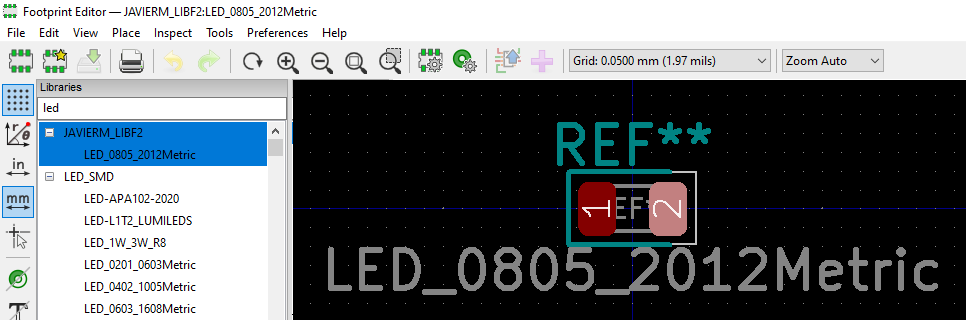 Footprint Editor — JAVIERM_LIBF2:LED_0805_2012Metric
File Edit View Place Inspect Tools Preferences Help
Grid: 0.0500 mm (1.97 mils) Zoom Auto
Libraries
led
JAVIERM_LIBF2
LED_0805_2012Metric
LED_SMD
LED-APA102-2020
LED-L1T2_LUMILEDS
LED_1W_3W_R8
LED_0201_0603Metric
LED_0402_1005Metric
LED_0603_1608Metric
in
mm
REF**
1 EF* 2
LED_0805_2012Metric